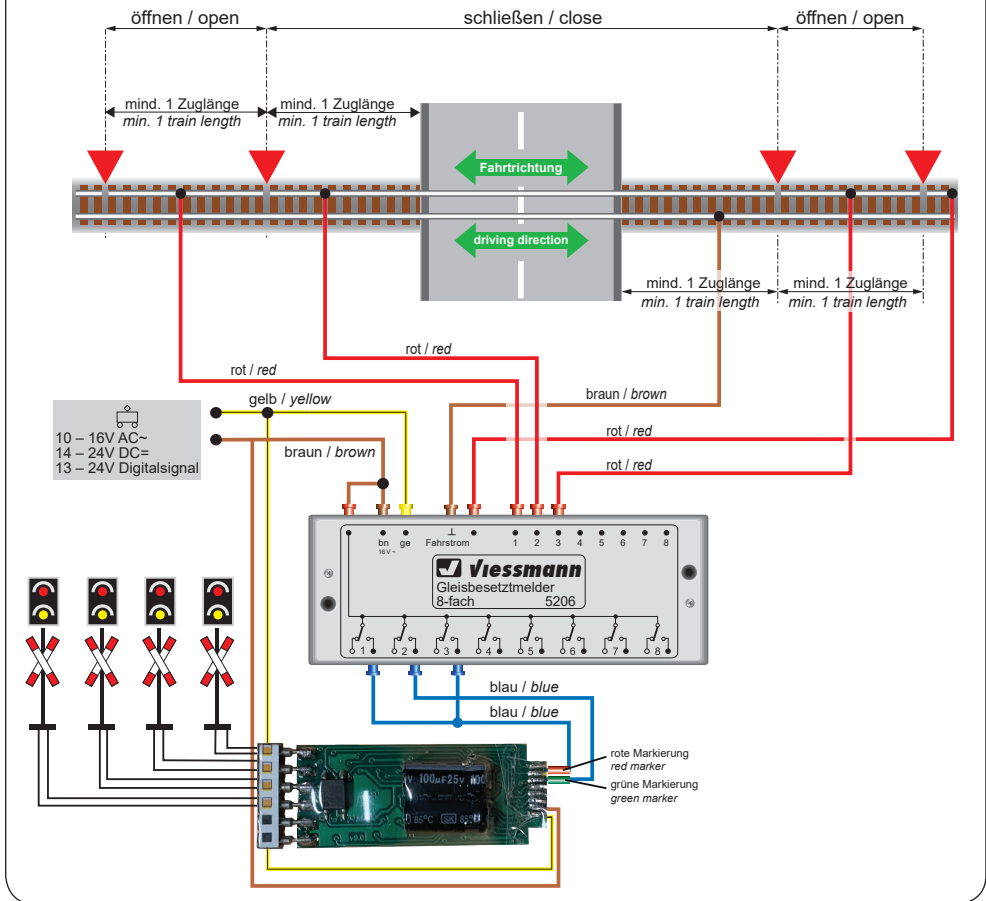 öffnen / open
schließen / close
öffnen / open
mind. 1 Zuglänge
min. 1 train length
mind. 1 Zuglänge
min. 1 train length
Fahrtrichtung
driving direction
mind. 1 Zuglänge
min. 1 train length
mind. 1 Zuglänge
min. 1 train length
rot / red
rot / red
gelb / yellow
braun / brown
rot / red
10 – 16V AC~
14 – 24V DC=
13 – 24V Digitalsignal
braun / brown
rot / red
bn ge Fahrstrom 1 2 3 4 5 6 7 8
16 V ~
Viessmann
Gleisbesetztmelder
8-fach 5206
1 2 3 4 5 6 7 8
blau / blue
blau / blue
rote Markierung
red marker
grüne Markierung
green marker
100µF25v
85°C SK 85
v9.0